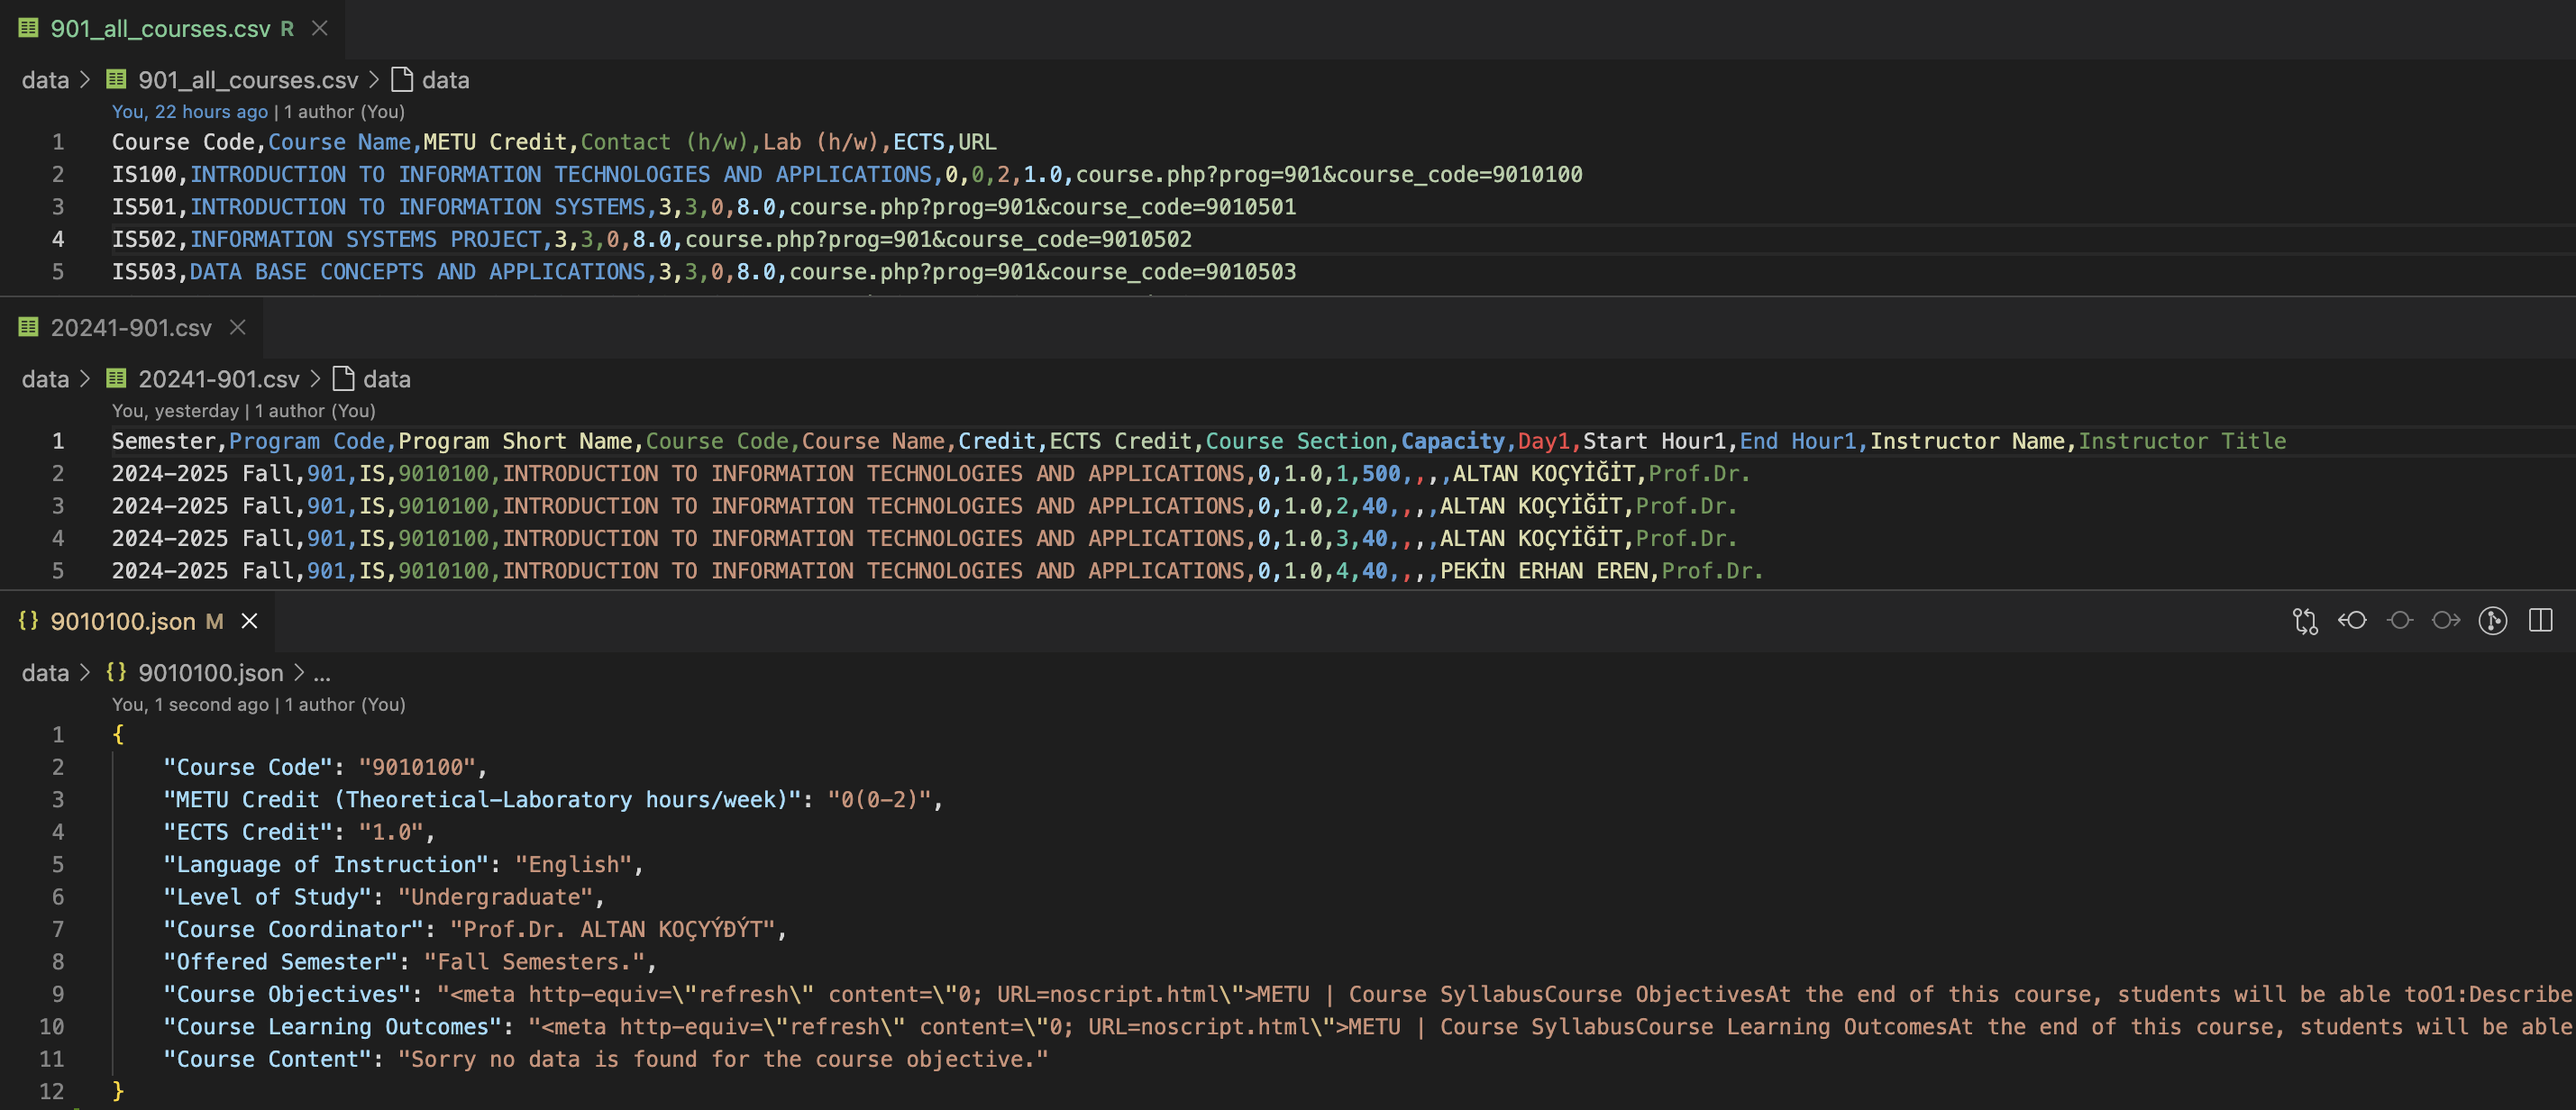 901_all_courses.csv R
data > 901_all_courses.csv > data
You, 22 hours ago | 1 author (You)
1 Course Code,Course Name,METU Credit,Contact (h/w),Lab (h/w),ECTS,URL
2 IS100,INTRODUCTION TO INFORMATION TECHNOLOGIES AND APPLICATIONS,0,0,2,1.0,course.php?prog=901&course_code=9010100
3 IS501,INTRODUCTION TO INFORMATION SYSTEMS,3,3,0,8.0,course.php?prog=901&course_code=9010501
4 IS502,INFORMATION SYSTEMS PROJECT,3,3,0,8.0,course.php?prog=901&course_code=9010502
5 IS503,DATA BASE CONCEPTS AND APPLICATIONS,3,3,0,8.0,course.php?prog=901&course_code=9010503
20241-901.csv
data > 20241-901.csv > data
You, yesterday | 1 author (You)
1 Semester,Program Code,Program Short Name,Course Code,Course Name,Credit,ECTS Credit,Course Section,Capacity,Day1,Start Hour1,End Hour1,Instructor Name,Instructor Title
2 2024-2025 Fall,901,IS,9010100,INTRODUCTION TO INFORMATION TECHNOLOGIES AND APPLICATIONS,0,1.0,1,500,,,,ALTAN KOÇYİĞİT,Prof.Dr.
3 2024-2025 Fall,901,IS,9010100,INTRODUCTION TO INFORMATION TECHNOLOGIES AND APPLICATIONS,0,1.0,2,40,,,,ALTAN KOÇYİĞİT,Prof.Dr.
4 2024-2025 Fall,901,IS,9010100,INTRODUCTION TO INFORMATION TECHNOLOGIES AND APPLICATIONS,0,1.0,3,40,,,,ALTAN KOÇYİĞİT,Prof.Dr.
5 2024-2025 Fall,901,IS,9010100,INTRODUCTION TO INFORMATION TECHNOLOGIES AND APPLICATIONS,0,1.0,4,40,,,,PEKİN ERHAN EREN,Prof.Dr.
{} 9010100.json M
data > {} 9010100.json > ...
You, 1 second ago | 1 author (You)
1 {
2 "Course Code": "9010100",
3 "METU Credit (Theoretical-Laboratory hours/week)": "0(0-2)",
4 "ECTS Credit": "1.0",
5 "Language of Instruction": "English",
6 "Level of Study": "Undergraduate",
7 "Course Coordinator": "Prof.Dr. ALTAN KOÇYÝÐÝT",
8 "Offered Semester": "Fall Semesters.",
9 "Course Objectives": "<meta http-equiv=\"refresh\" content=\"0; URL=noscript.html\">METU | Course SyllabusCourse ObjectivesAt the end of this course, students will be able toO1:Describe
10 "Course Learning Outcomes": "<meta http-equiv=\"refresh\" content=\"0; URL=noscript.html\">METU | Course SyllabusCourse Learning OutcomesAt the end of this course, students will be able
11 "Course Content": "Sorry no data is found for the course objective."
12 }